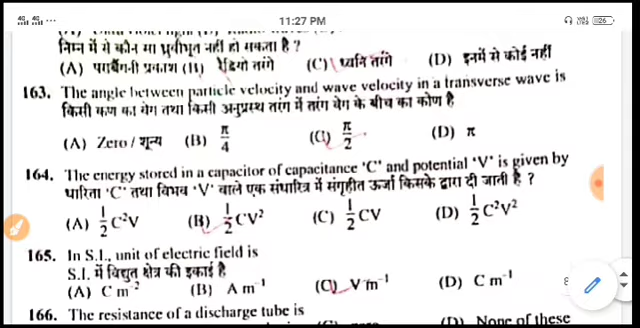 11:27 PM
निम्न में से कौन सा ध्रुवीभूत नहीं हो सकता है ?
(A) पराबैंगनी प्रकाश (B) रेडियो तरंगे (C) ध्वनि तरंगे (D) इनमें से कोई नहीं
163. The angle between particle velocity and wave velocity in a transverse wave is
किसी कण का वेग तथा किसी अनुप्रस्थ तरंग में तरंग वेग के बीच का कोण है
(A) Zero / शून्य (B) π/4 (C) π/2 (D) π
164. The energy stored in a capacitor of capacitance 'C' and potential 'V' is given by
धारिता 'C' तथा विभव 'V' वाले एक संधारित्र में संगृहीत ऊर्जा किसके द्वारा दी जाती है ?
(A) 1/2 C²V (B) 1/2 CV² (C) 1/2 CV (D) 1/2 C²V²
165. In S.I., unit of electric field is
S.I. में विद्युत क्षेत्र की इकाई है
(A) C m⁻² (B) A m⁻¹ (C) V m⁻¹ (D) C m⁻¹
166. The resistance of a discharge tube is
(D) None of these